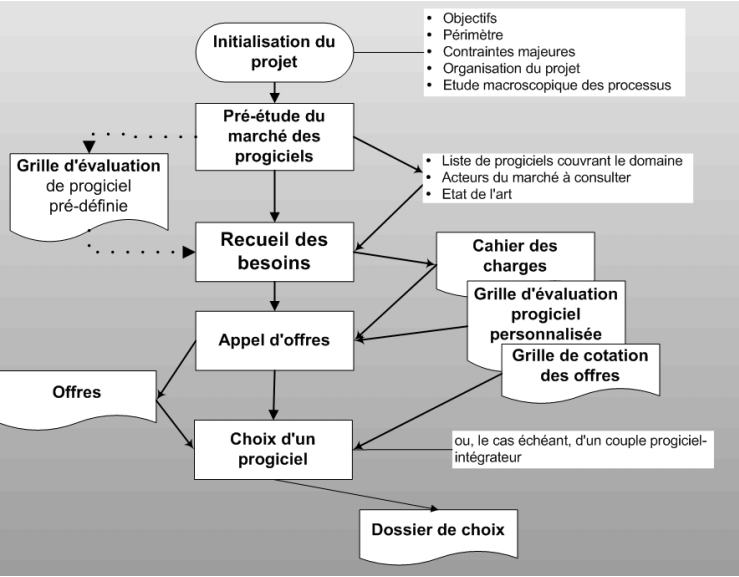 Initialisation du
projet
• Objectifs
• Périmètre
• Contraintes majeures
• Organisation du projet
• Etude macroscopique des processus
Pré-étude du
marché des
progiciels
Grille d'évaluation
de progiciel
pré-définie
• Liste de progiciels couvrant le domaine
• Acteurs du marché à consulter
• Etat de l'art
Recueil des
besoins
Cahier des
charges
Grille d'évaluation
progiciel
personnalisée
Appel d'offres
Grille de cotation
des offres
Offres
Choix d'un
progiciel
ou, le cas échéant, d'un couple progiciel-
intégrateur
Dossier de choix